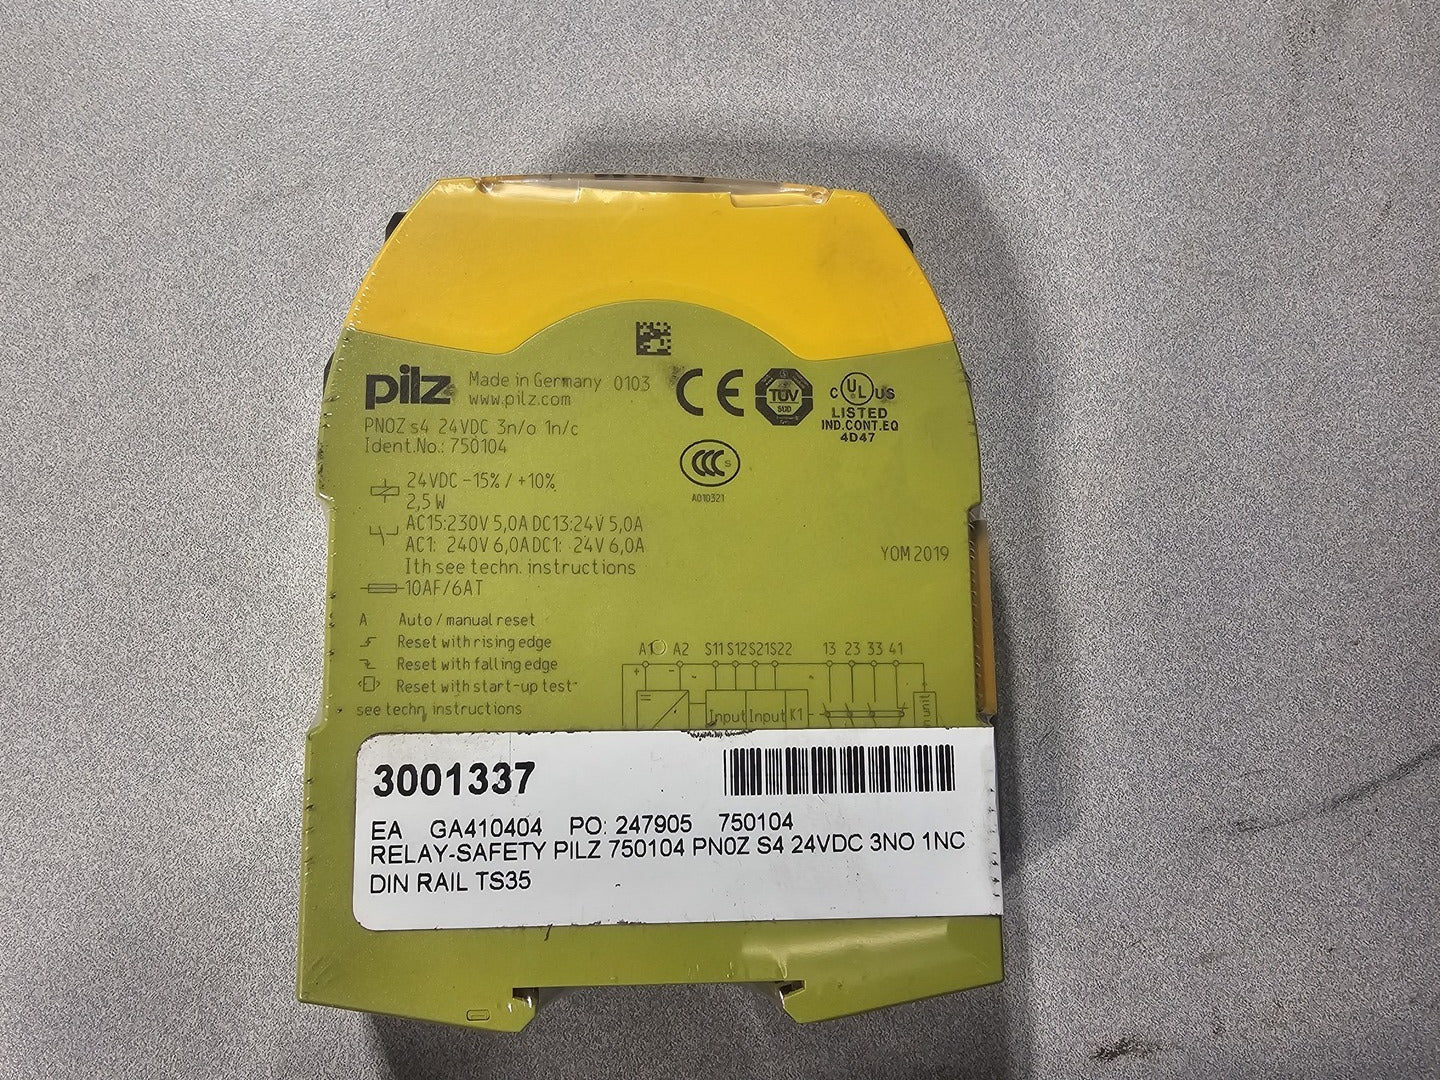 pilz Made in Germany 0103
www.pilz.com
PNOZ s4 24VDC 3n/o 1n/c
Ident.No.: 750104
CE
TÜV
SÜD
C UL US
LISTED
IND.CONT.EQ
4D47
CCC S
A010321
24VDC -15% / +10%
2,5 W
AC15:230V 5,0A DC13:24V 5,0A
AC1: 240V 6,0A DC1: 24V 6,0A
Ith see techn. instructions
10AF/6AT
YOM 2019
A Auto / manual reset
Reset with rising edge
Reset with falling edge
Reset with start-up test
see techn. instructions
A1 A2 S11 S12 S21 S22 13 23 33 41
+ -
Input Input K1
unit
3001337
EA GA410404 PO: 247905 750104
RELAY-SAFETY PILZ 750104 PN0Z S4 24VDC 3NO 1NC
DIN RAIL TS35